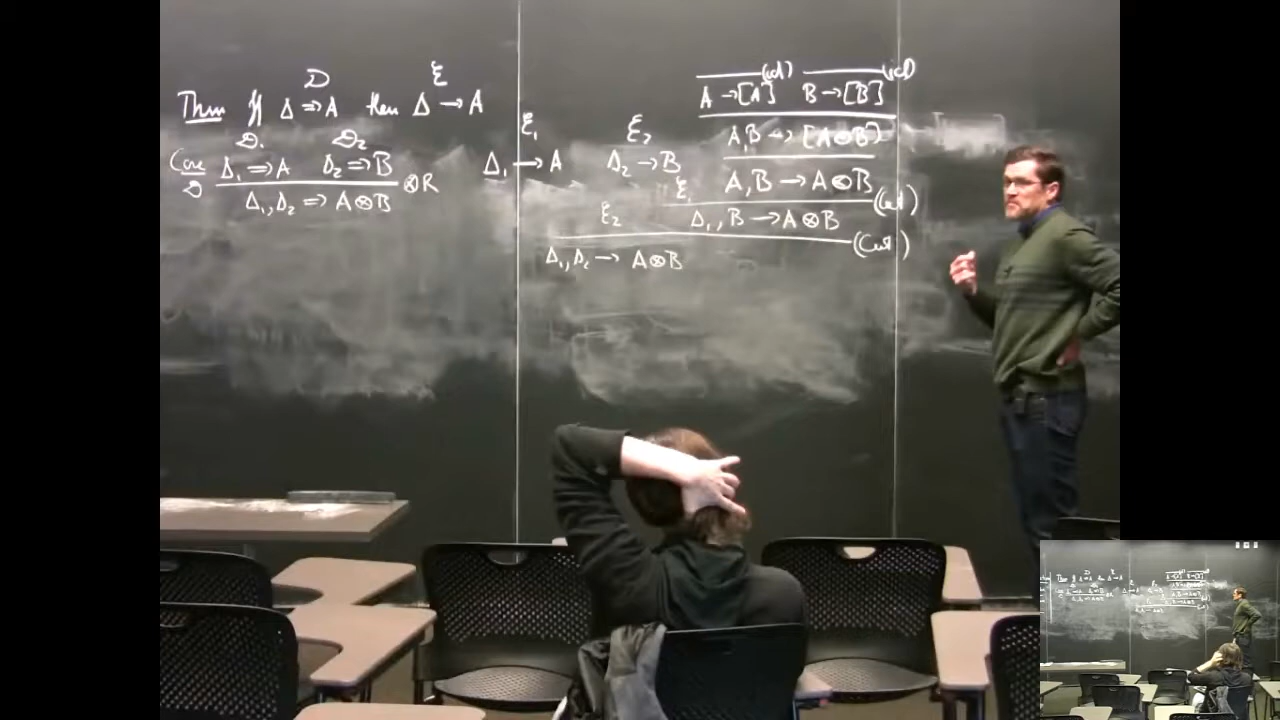 D
ℰ
Thm If Δ ⟹ A then Δ ⟶ A
D₁ D₂
Case Δ₁ ⟹ A Δ₂ ⟹ B
D ⊗R
Δ₁, Δ₂ ⟹ A⊗B
ℰ₁ ℰ₂
Δ₁ ⟶ A Δ₂ ⟶ B
(id) (id)
A ⟶ [A] B ⟶ [B]
A, B ⟶ [A⊗B]
A, B ⟶ A⊗B
ℰ₁ (cut)
ℰ₂ Δ₁, B ⟶ A⊗B
(cut)
Δ₁, Δ₂ ⟶ A⊗B